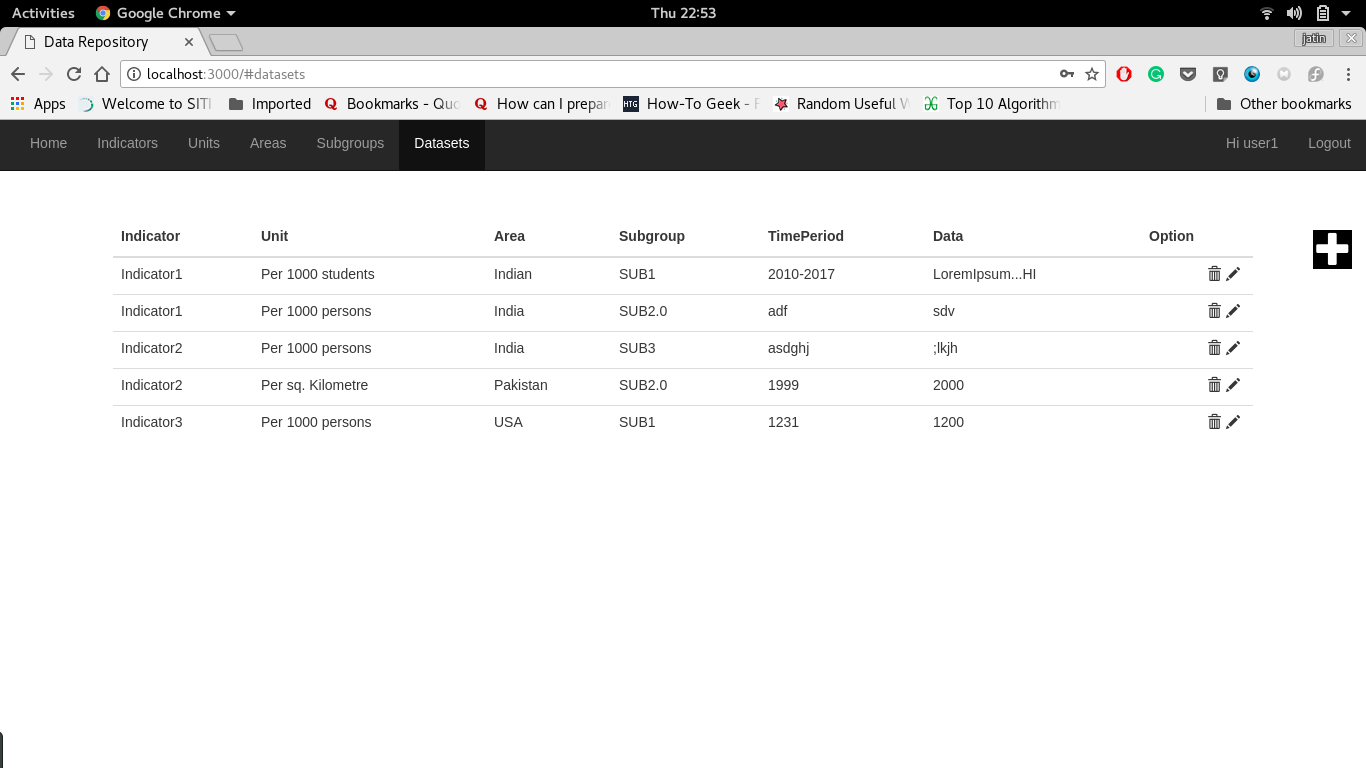 Activities Google Chrome Thu 22:53
Data Repository jatin
localhost:3000/#datasets
Apps Welcome to SITI Imported Bookmarks - Quo How can I prepar HTG How-To Geek - F Random Useful W Top 10 Algorithm Other bookmarks
Home Indicators Units Areas Subgroups Datasets Hi user1 Logout
Indicator Unit Area Subgroup TimePeriod Data Option
Indicator1 Per 1000 students Indian SUB1 2010-2017 LoremIpsum...HI
Indicator1 Per 1000 persons India SUB2.0 adf sdv
Indicator2 Per 1000 persons India SUB3 asdghj ;lkjh
Indicator2 Per sq. Kilometre Pakistan SUB2.0 1999 2000
Indicator3 Per 1000 persons USA SUB1 1231 1200